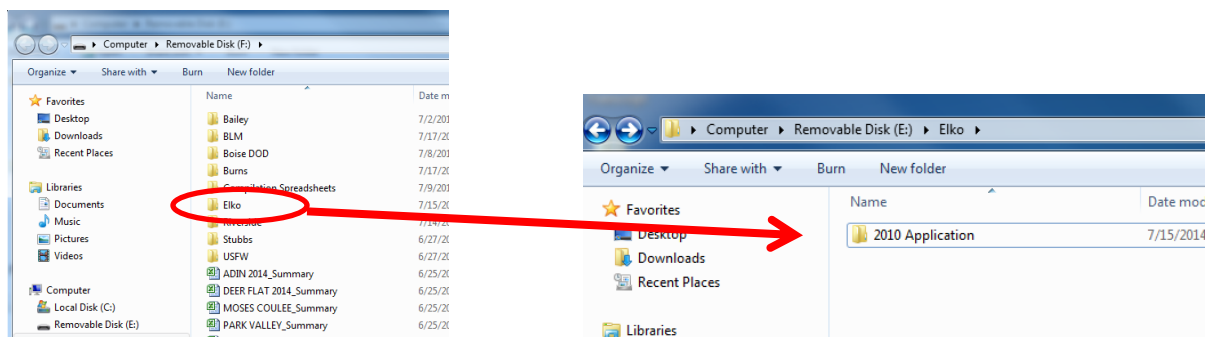 Computer ▸ Removable Disk (F:) ▸
Organize ▾ Share with ▾ Burn New folder
Favorites
Desktop
Downloads
Recent Places
Libraries
Documents
Music
Pictures
Videos
Computer
Local Disk (C:)
Removable Disk (E:)
Name Date m
Bailey 7/2/201
BLM 7/17/20
Boise DOD 7/8/201
Burns 7/17/20
Compilation Spreadsheets 7/9/201
Elko 7/15/20
Riverside 7/14/20
Stubbs 6/27/20
USFW 6/27/20
ADIN 2014_Summary 6/25/20
DEER FLAT 2014_Summary 6/25/20
MOSES COULEE_Summary 6/25/20
PARK VALLEY_Summary 6/25/20
▸ Computer ▸ Removable Disk (E:) ▸ Elko ▸
Organize ▾ Share with ▾ Burn New folder
Favorites
Desktop
Downloads
Recent Places
Libraries
Name Date mod
2010 Application 7/15/2014